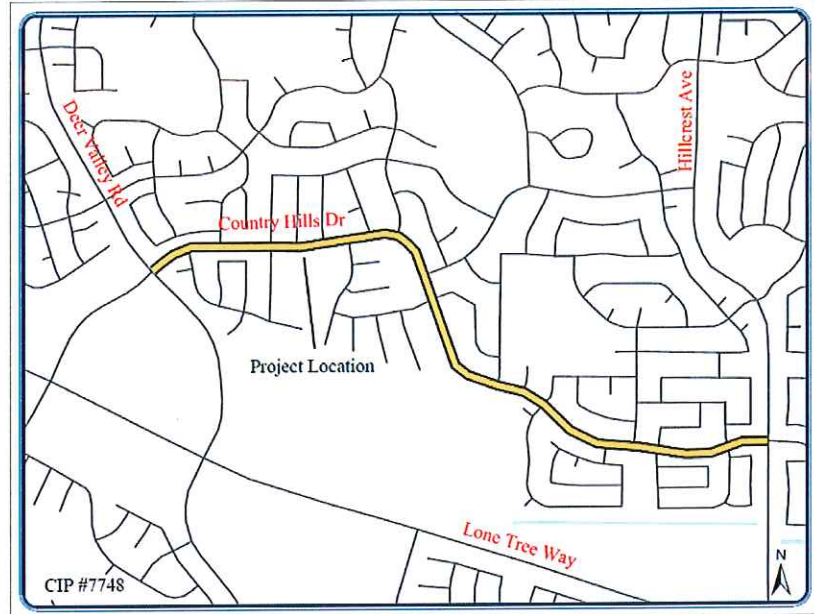 Deer Valley Rd
Hillcrest Ave
Country Hills Dr
Project Location
Lone Tree Way
N
CIP #7748